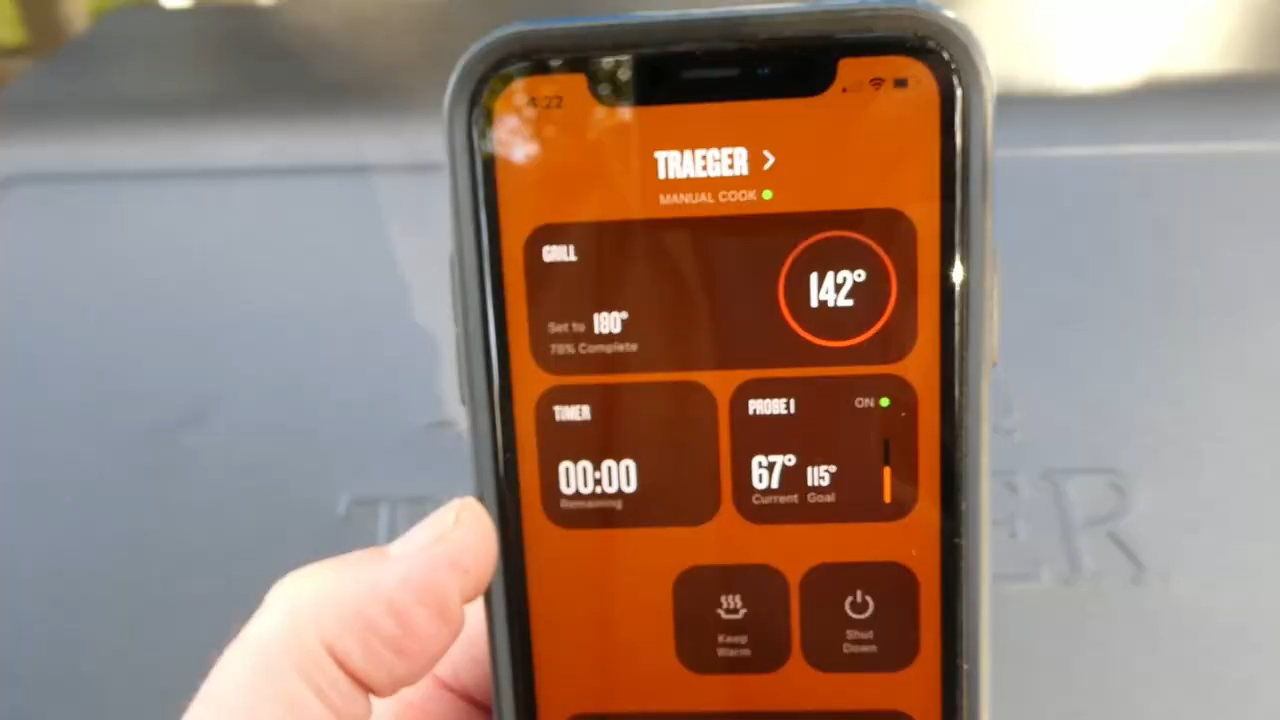 4:22
TRAEGER >
MANUAL COOK
GRILL
142°
Set to 180°
78% Complete
TIMER
00:00
Remaining
PROBE 1
ON
67° 115°
Current Goal
Keep
Warm
Shut
Down